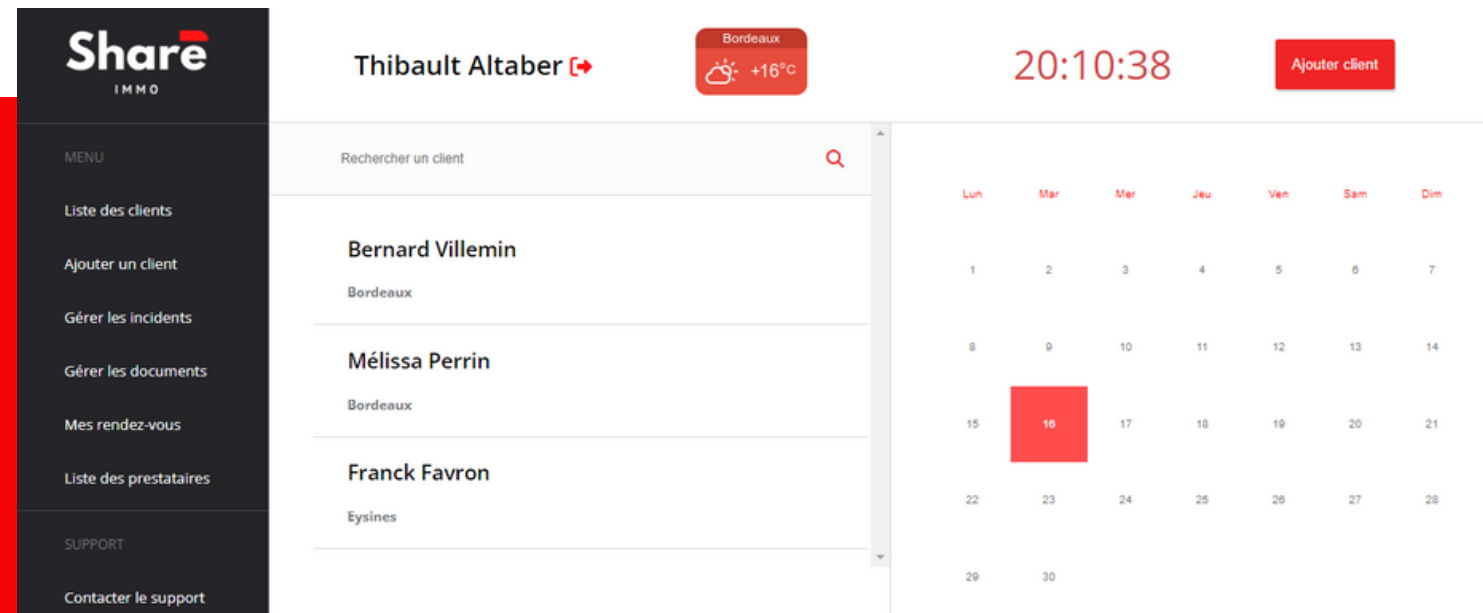 Share
IMMO
Thibault Altaber
Bordeaux
+16°C
20:10:38
Ajouter client
MENU
Liste des clients
Ajouter un client
Gérer les incidents
Gérer les documents
Mes rendez-vous
Liste des prestataires
SUPPORT
Contacter le support
Rechercher un client
Bernard Villemin
Bordeaux
Mélissa Perrin
Bordeaux
Franck Favron
Eysines
Lun Mar Mer Jeu Ven Sam Dim
1 2 3 4 5 6 7
8 9 10 11 12 13 14
15 16 17 18 19 20 21
22 23 24 25 26 27 28
29 30